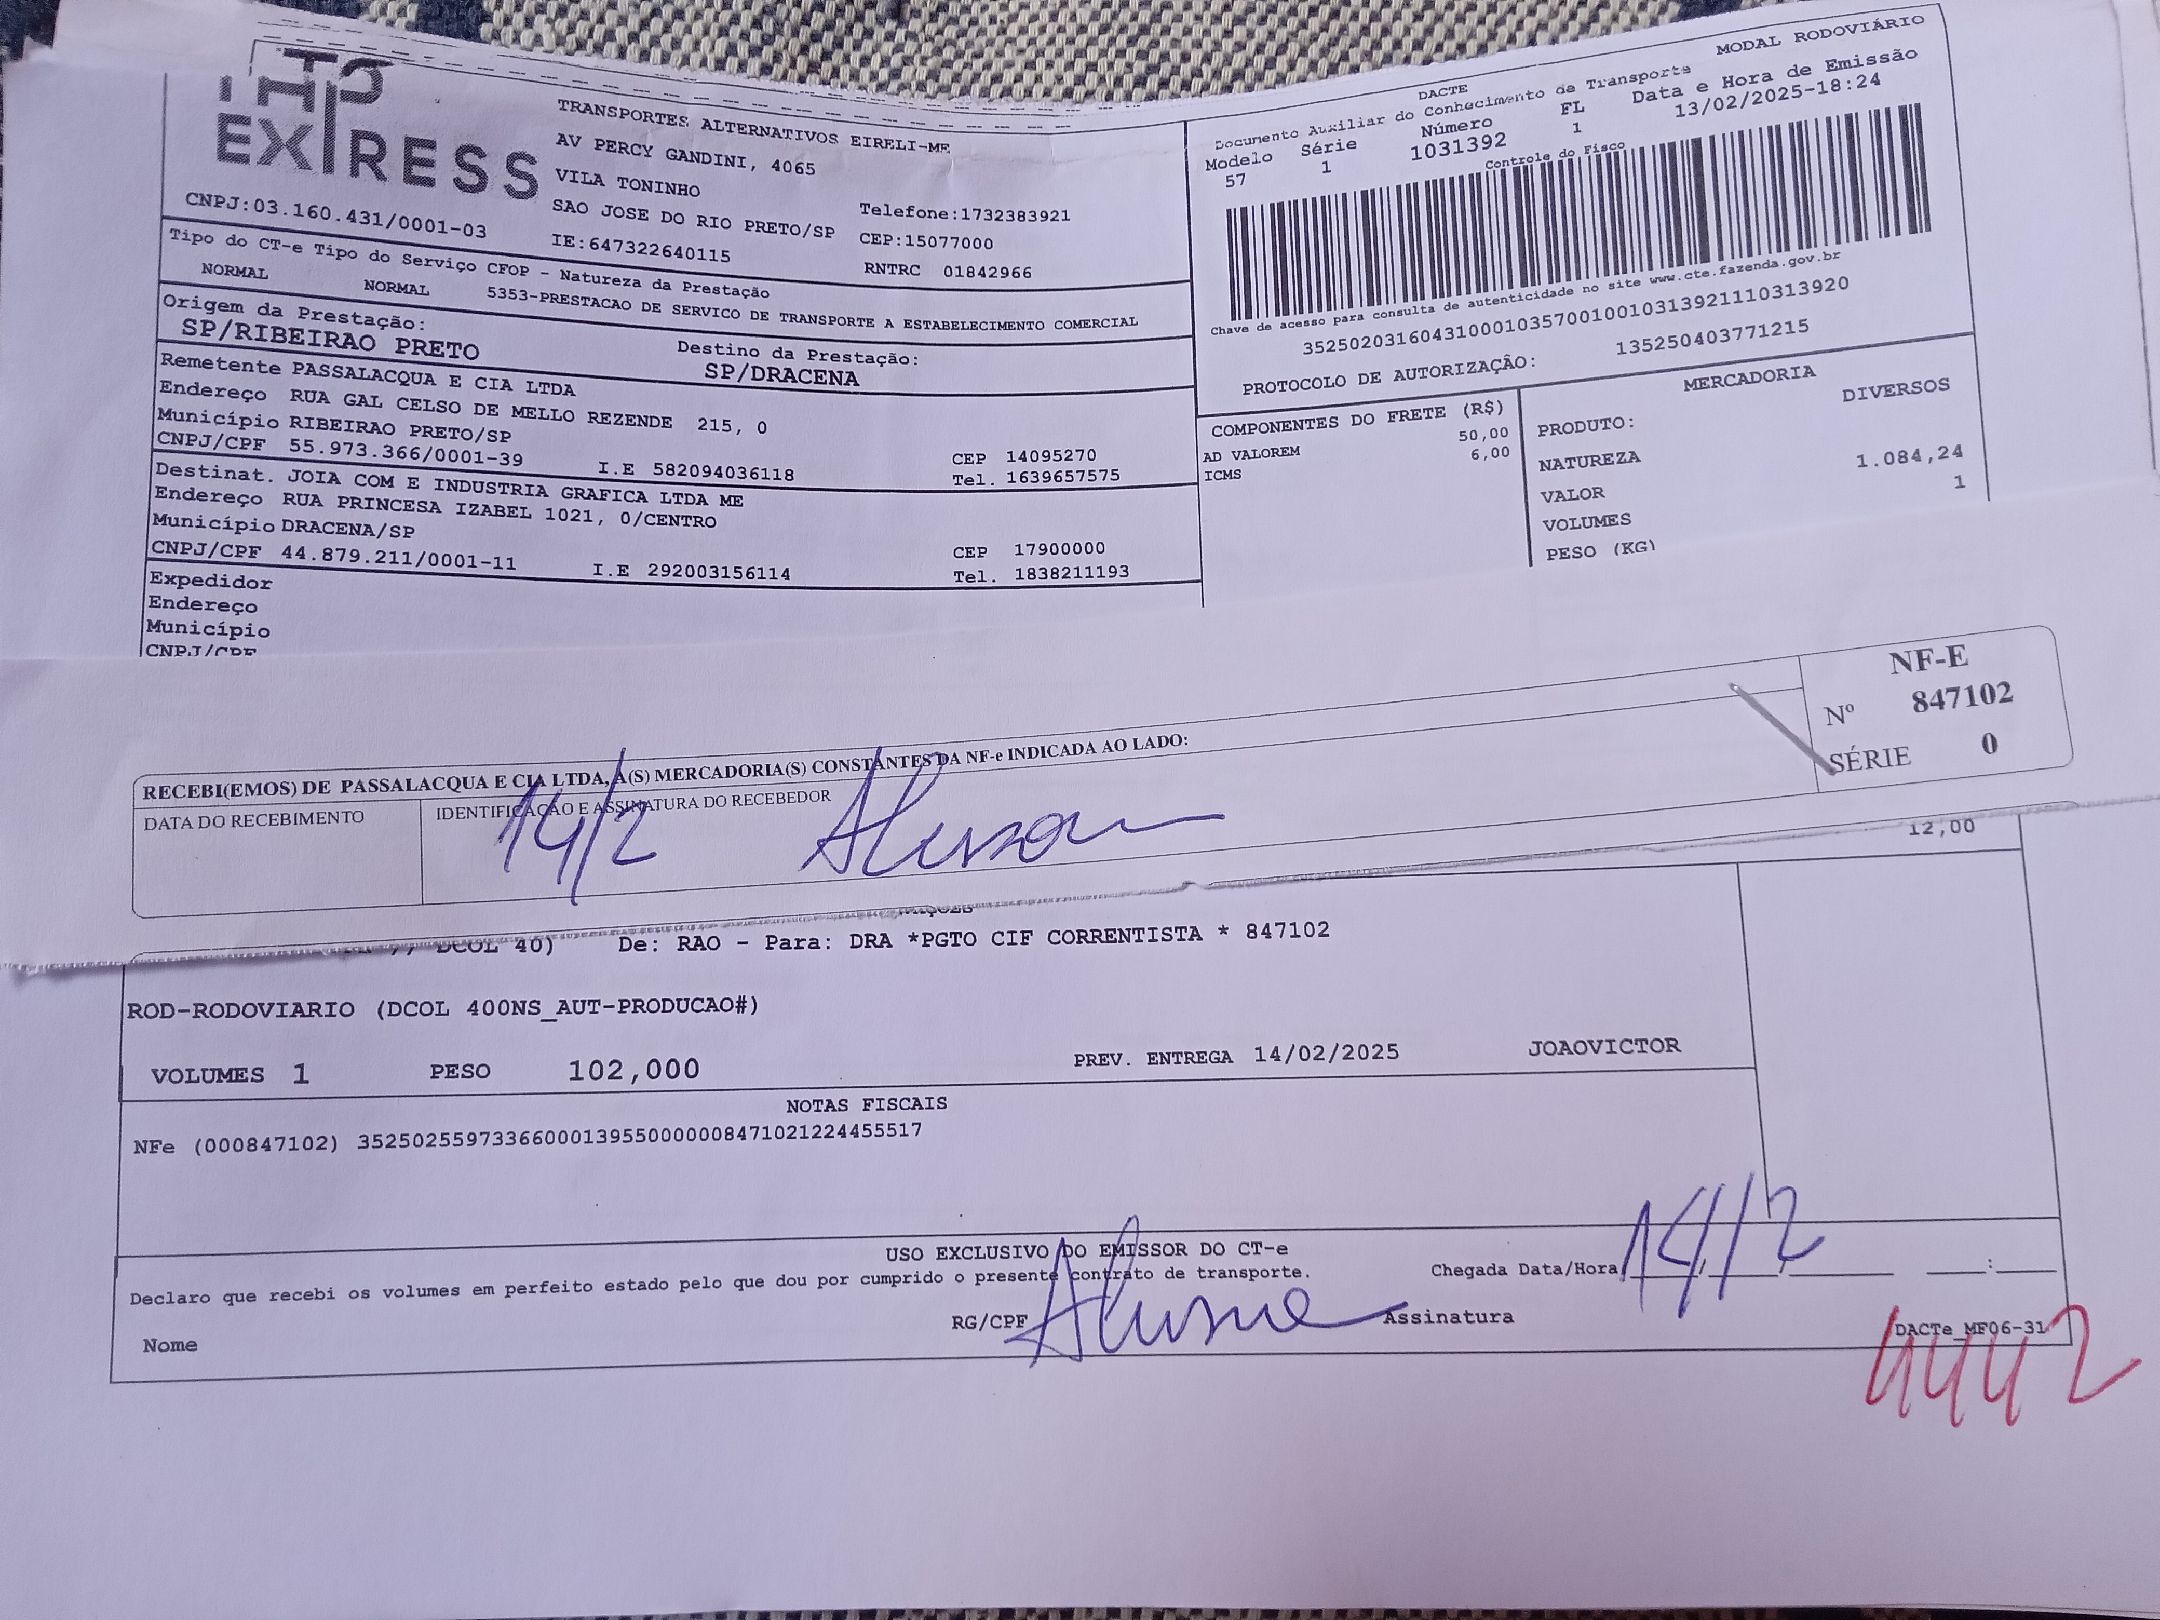 EXPRESS
TRANSPORTES ALTERNATIVOS EIRELI-ME
AV PERCY GANDINI, 4065
VILA TONINHO
SAO JOSE DO RIO PRETO/SP
Telefone:1732383921
CEP:15077000
CNPJ:03.160.431/0001-03
IE:647322640115
RNTRC 01842966
Tipo do CT-e Tipo do Serviço CFOP - Natureza da Prestação
NORMAL NORMAL 5353-PRESTACAO DE SERVICO DE TRANSPORTE A ESTABELECIMENTO COMERCIAL
Origem da Prestação:
SP/RIBEIRAO PRETO
Destino da Prestação:
SP/DRACENA
Remetente PASSALACQUA E CIA LTDA
Endereço RUA GAL CELSO DE MELLO REZENDE 215, 0
Município RIBEIRAO PRETO/SP
CEP 14095270
CNPJ/CPF 55.973.366/0001-39 I.E 582094036118 Tel. 1639657575
Destinat. JOIA COM E INDUSTRIA GRAFICA LTDA ME
Endereço RUA PRINCESA IZABEL 1021, 0/CENTRO
Município DRACENA/SP
CEP 17900000
CNPJ/CPF 44.879.211/0001-11 I.E 292003156114 Tel. 1838211193
Expedidor
Endereço
Município
CNPJ/CPF
DACTE
MODAL RODOVIÁRIO
Documento Auxiliar do Conhecimento de Transporte
Modelo Série Número FL Data e Hora de Emissão
57 1 1031392 1 13/02/2025-18:24
Controle do Fisco
Chave de acesso para consulta de autenticidade no site www.cte.fazenda.gov.br
35250203160431000103570010010313921110313920
PROTOCOLO DE AUTORIZAÇÃO: 135250403771215
COMPONENTES DO FRETE (R$)
AD VALOREM 50,00
ICMS 6,00
MERCADORIA
PRODUTO: DIVERSOS
NATUREZA
VALOR 1.084,24
VOLUMES 1
PESO (KG)
NF-E
Nº 847102
SÉRIE 0
RECEBI(EMOS) DE PASSALACQUA E CIA LTDA, A(S) MERCADORIA(S) CONSTANTES DA NF-e INDICADA AO LADO:
DATA DO RECEBIMENTO
IDENTIFICAÇÃO E ASSINATURA DO RECEBEDOR
14/2
12,00
DCOL 40) De: RAO - Para: DRA *PGTO CIF CORRENTISTA * 847102
ROD-RODOVIARIO (DCOL 400NS_AUT-PRODUCAO#)
VOLUMES 1 PESO 102,000 PREV. ENTREGA 14/02/2025 JOAOVICTOR
NOTAS FISCAIS
NFe (000847102) 35250255973366000139550000008471021224455517
USO EXCLUSIVO DO EMISSOR DO CT-e
Declaro que recebi os volumes em perfeito estado pelo que dou por cumprido o presente contrato de transporte.
Chegada Data/Hora 14/2
Nome RG/CPF Assinatura
DACTe_MF06-31